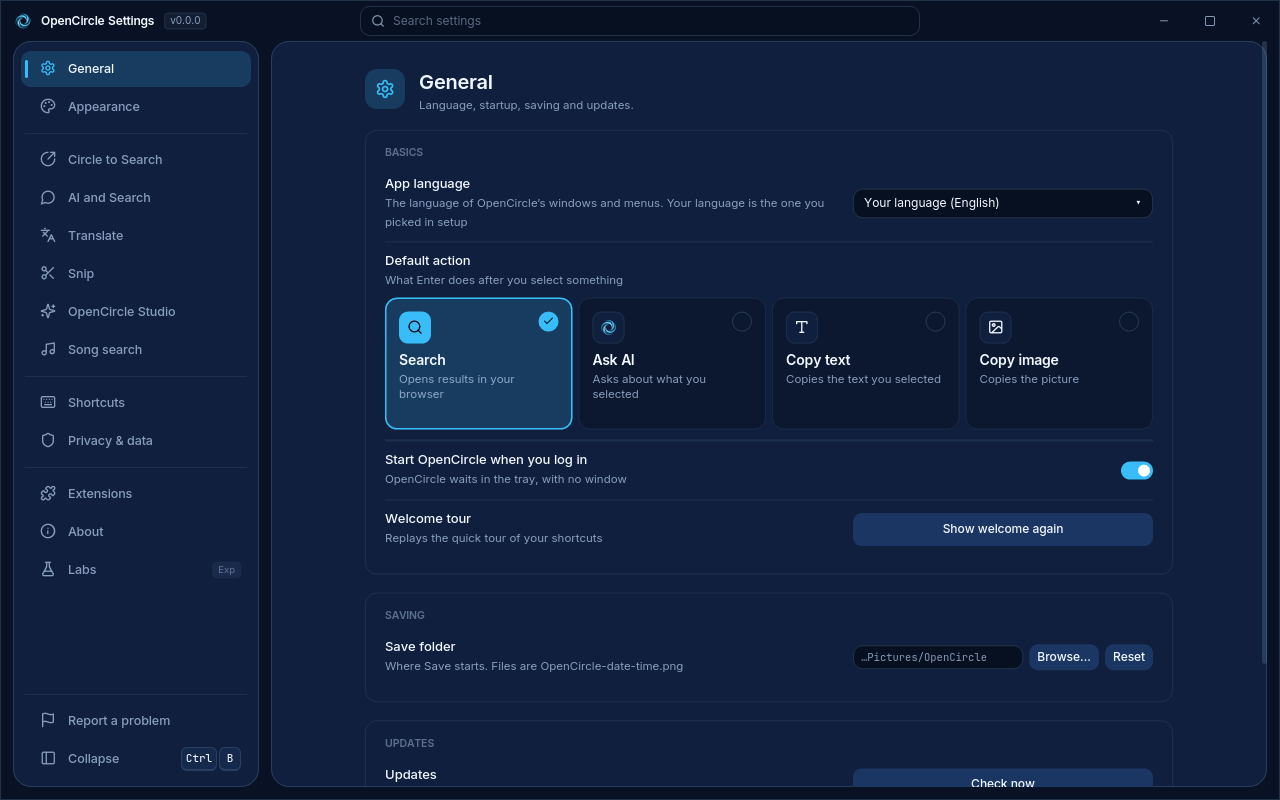 OpenCircle Settings v0.0.0
Search settings
General
Appearance
Circle to Search
AI and Search
Translate
Snip
OpenCircle Studio
Song search
Shortcuts
Privacy & data
Extensions
About
Labs Exp
Report a problem
Collapse Ctrl B
General
Language, startup, saving and updates.
BASICS
App language
The language of OpenCircle's windows and menus. Your language is the one you
picked in setup
Your language (English)
Default action
What Enter does after you select something
Search
Opens results in your
browser
Ask AI
Asks about what you
selected
Copy text
Copies the text you selected
Copy image
Copies the picture
Start OpenCircle when you log in
OpenCircle waits in the tray, with no window
Welcome tour
Replays the quick tour of your shortcuts
Show welcome again
SAVING
Save folder
Where Save starts. Files are OpenCircle-date-time.png
…Pictures/OpenCircle
Browse...
Reset
UPDATES
Updates
Check now